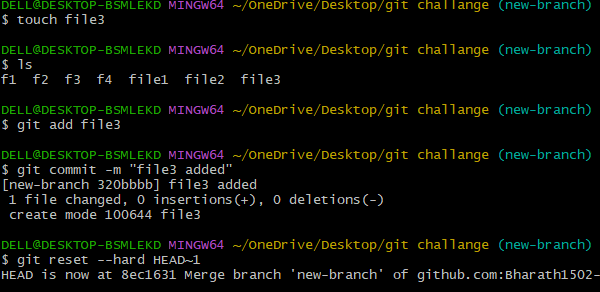 DELL@DESKTOP-BSMLEKD MINGW64 ~/OneDrive/Desktop/git challange (new-branch)
$ touch file3
DELL@DESKTOP-BSMLEKD MINGW64 ~/OneDrive/Desktop/git challange (new-branch)
$ ls
f1  f2  f3  f4  file1  file2  file3
DELL@DESKTOP-BSMLEKD MINGW64 ~/OneDrive/Desktop/git challange (new-branch)
$ git add file3
DELL@DESKTOP-BSMLEKD MINGW64 ~/OneDrive/Desktop/git challange (new-branch)
$ git commit -m "file3 added"
[new-branch 320bbbb] file3 added
 1 file changed, 0 insertions(+), 0 deletions(-)
 create mode 100644 file3
DELL@DESKTOP-BSMLEKD MINGW64 ~/OneDrive/Desktop/git challange (new-branch)
$ git reset --hard HEAD~1
HEAD is now at 8ec1631 Merge branch 'new-branch' of github.com:Bharath1502-